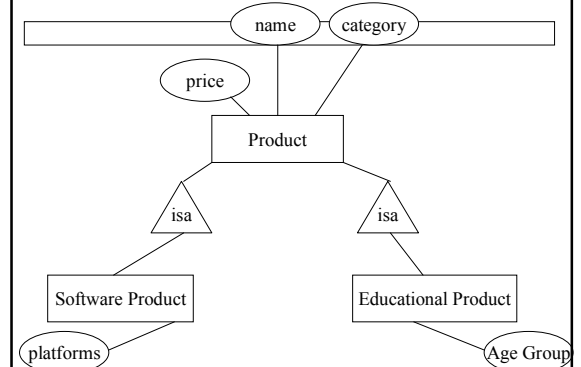 name category
price
Product
isa isa
Software Product Educational Product
platforms Age Group